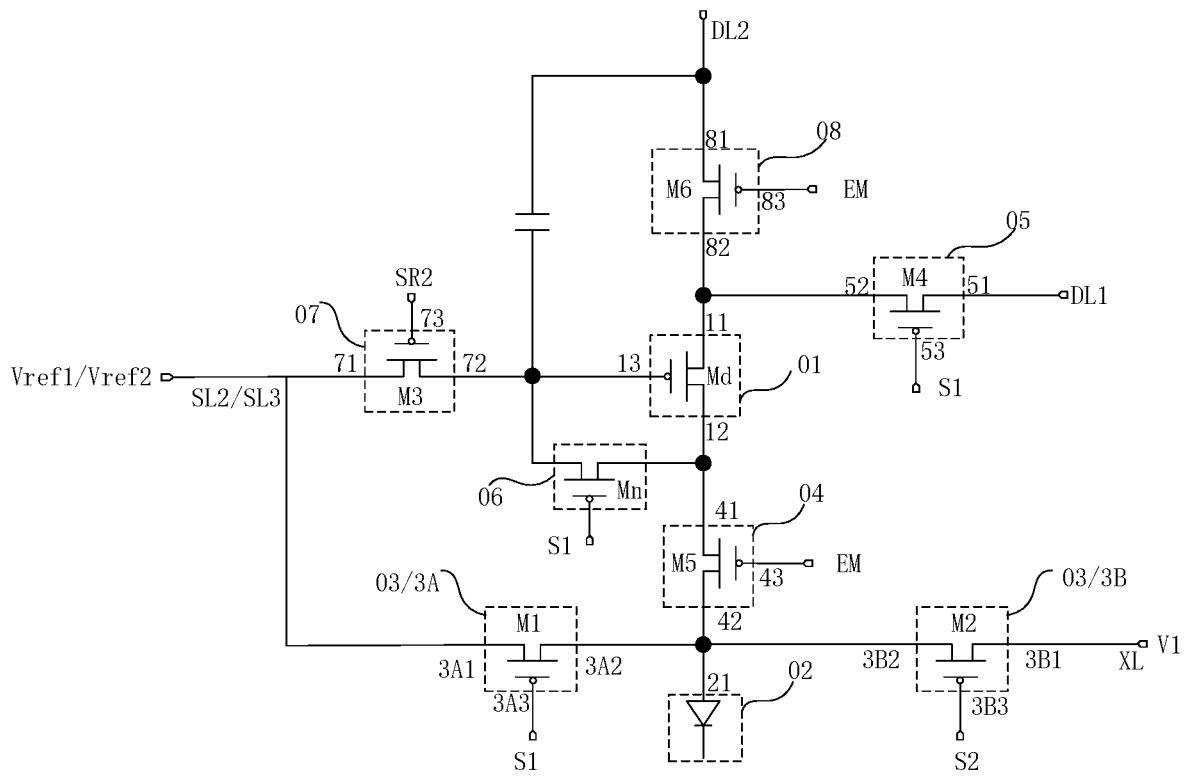 DL2
81
08
M6
EM
83
82
05
SR2
M4
52
51
DL1
07
73
11
53
71
72
13
Md
01
Vref1/Vref2
SL2/SL3
M3
S1
12
06
Mn
41
04
S1
M5
EM
43
03/3A
03/3B
42
M1
M2
V1
3A1
3A2
3B2
3B1
XL
21
02
3A3
3B3
S1
S2